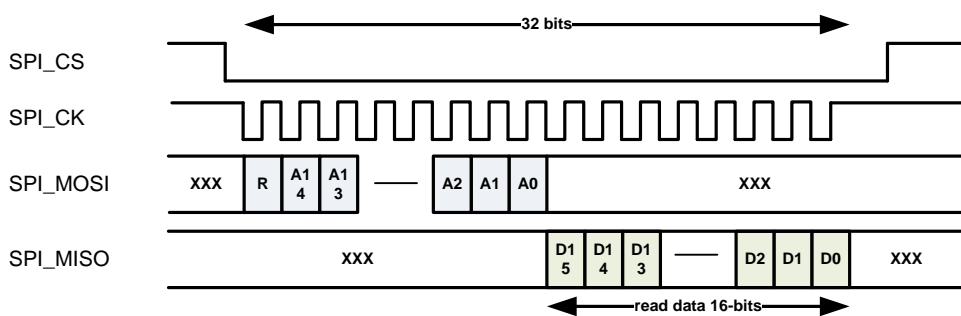 32 bits
SPI_CS
SPI_CK
SPI_MOSI XXX R A1 A1 A2 A1 A0 XXX
4 3
SPI_MISO XXX D1 D1 D1 D2 D1 D0 XXX
5 4 3
read data 16-bits